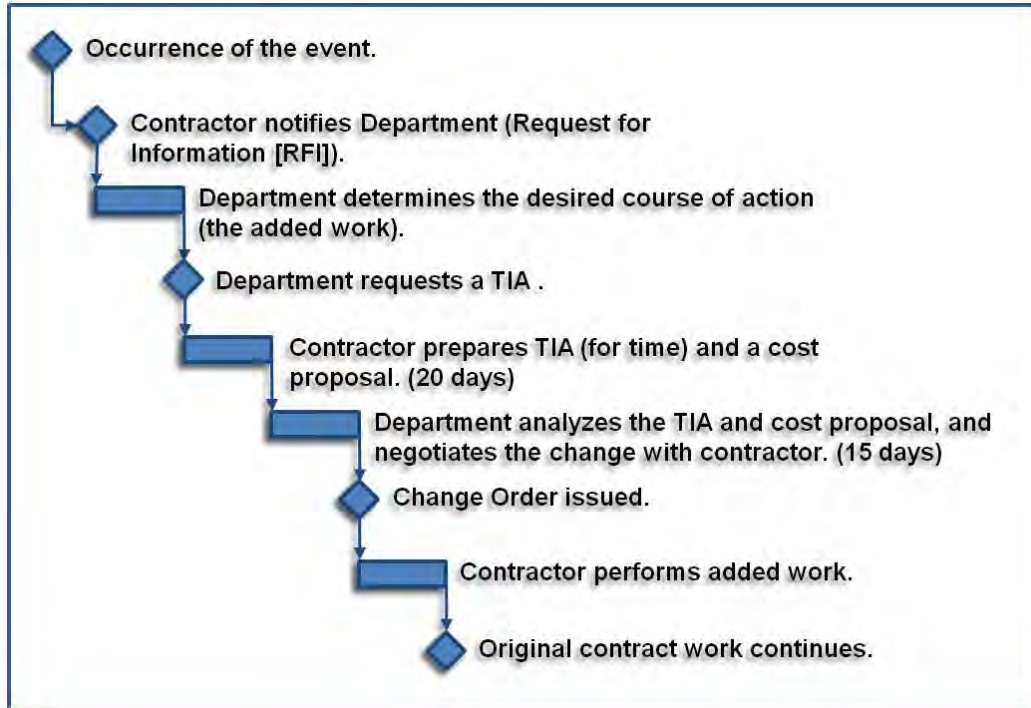 Occurrence of the event.
Contractor notifies Department (Request for
Information [RFI]).
Department determines the desired course of action
(the added work).
Department requests a TIA .
Contractor prepares TIA (for time) and a cost
proposal. (20 days)
Department analyzes the TIA and cost proposal, and
negotiates the change with contractor. (15 days)
Change Order issued.
Contractor performs added work.
Original contract work continues.